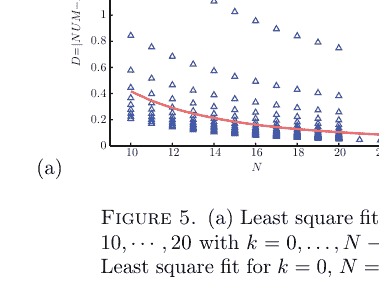 1
0.8
0.6
0.4
0.2
0
D=|NUM-
10 12 14 16 18 20
N
(a)
FIGURE 5. (a) Least square fit
10, ⋯ , 20 with k = 0, . . . , N −
Least square fit for k = 0, N =